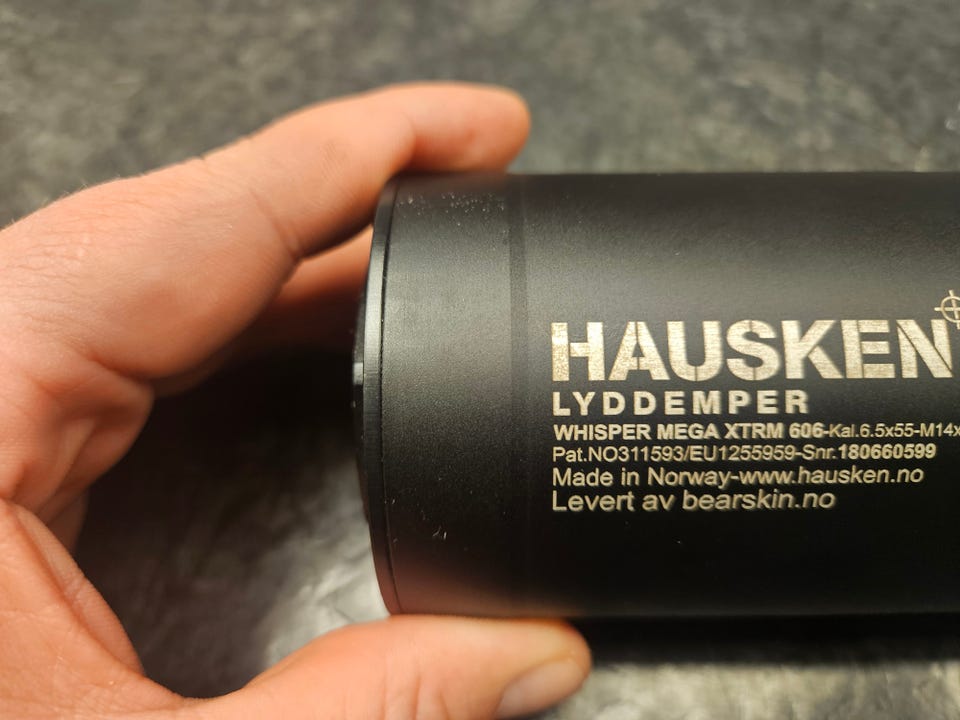 HAUSKEN
LYDDEMPER
WHISPER MEGA XTRM 606-Kal.6.5x55-M14x
Pat.NO311593/EU1255959-Snr.180660599
Made in Norway-www.hausken.no
Levert av bearskin.no